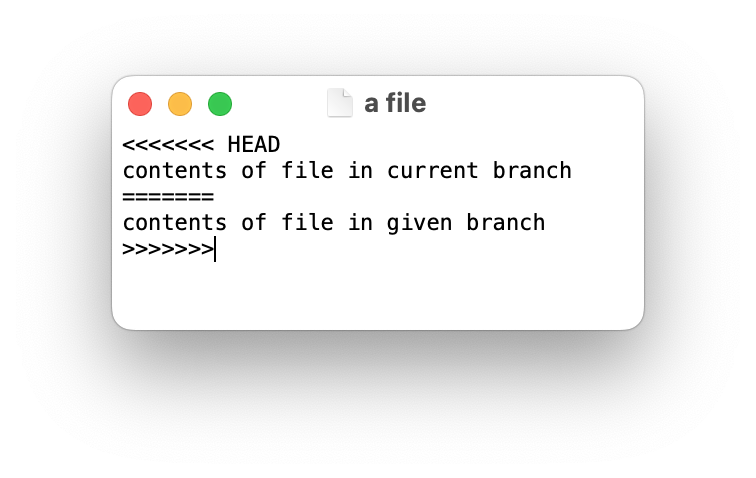 a file
<<<<<<< HEAD
contents of file in current branch
=======
contents of file in given branch
>>>>>>>